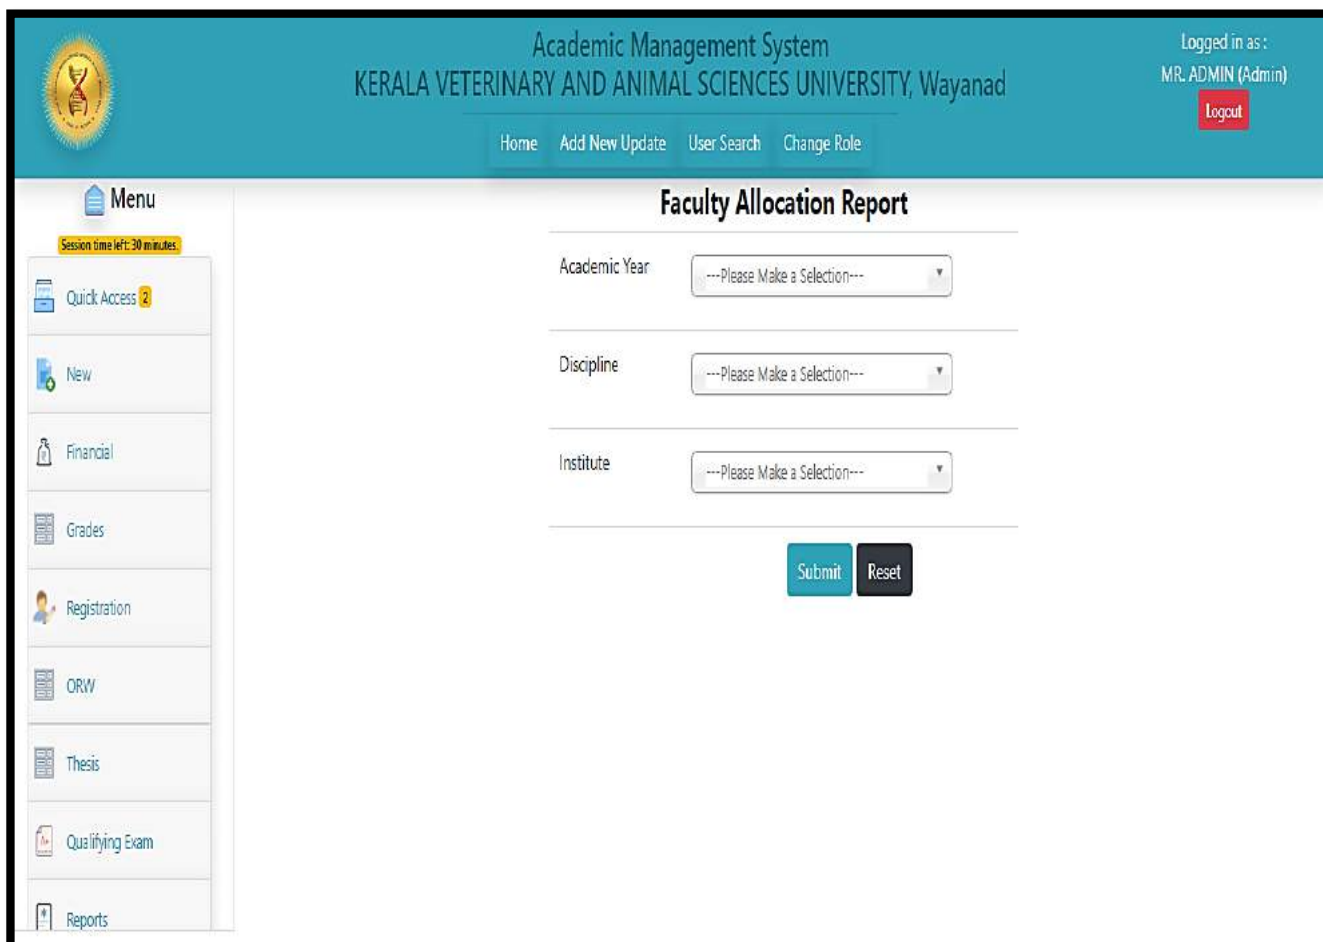 Academic Management System
KERALA VETERINARY AND ANIMAL SCIENCES UNIVERSITY, Wayanad
Logged in as :
MR. ADMIN (Admin)
Logout
Home Add New Update User Search Change Role
Menu
Session time left: 30 minutes.
Quick Access 2
New
Financial
Grades
Registration
ORW
Thesis
Qualifying Exam
Reports
Faculty Allocation Report
Academic Year ---Please Make a Selection---
Discipline ---Please Make a Selection---
Institute ---Please Make a Selection---
Submit Reset